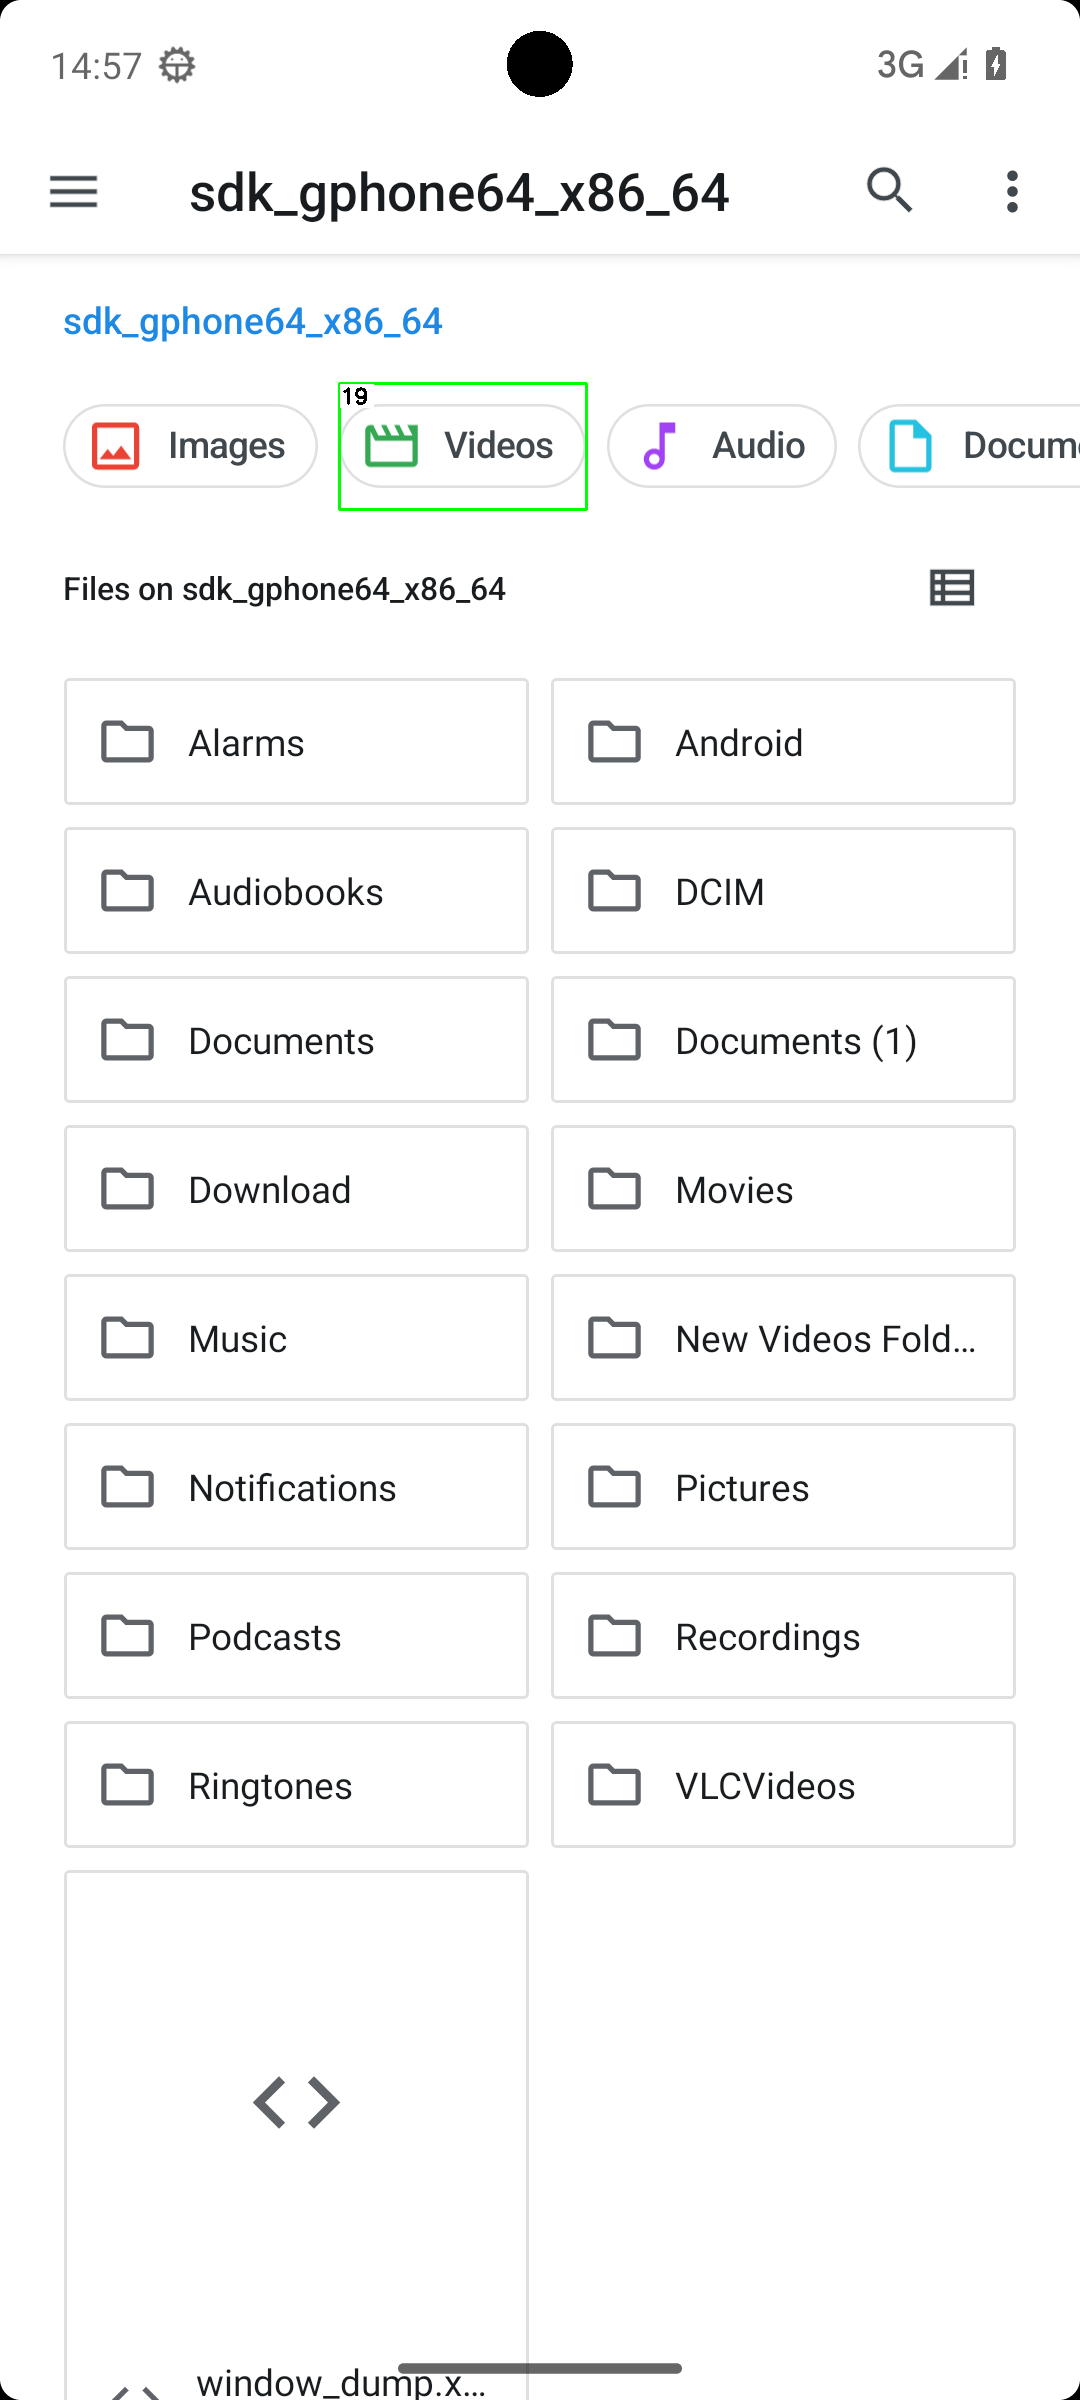 14:57
3G
sdk_gphone64_x86_64
sdk_gphone64_x86_64
19
Images
Videos
Audio
Docum
Files on sdk_gphone64_x86_64
Alarms
Android
Audiobooks
DCIM
Documents
Documents (1)
Download
Movies
Music
New Videos Fold...
Notifications
Pictures
Podcasts
Recordings
Ringtones
VLCVideos
window_dump.x...